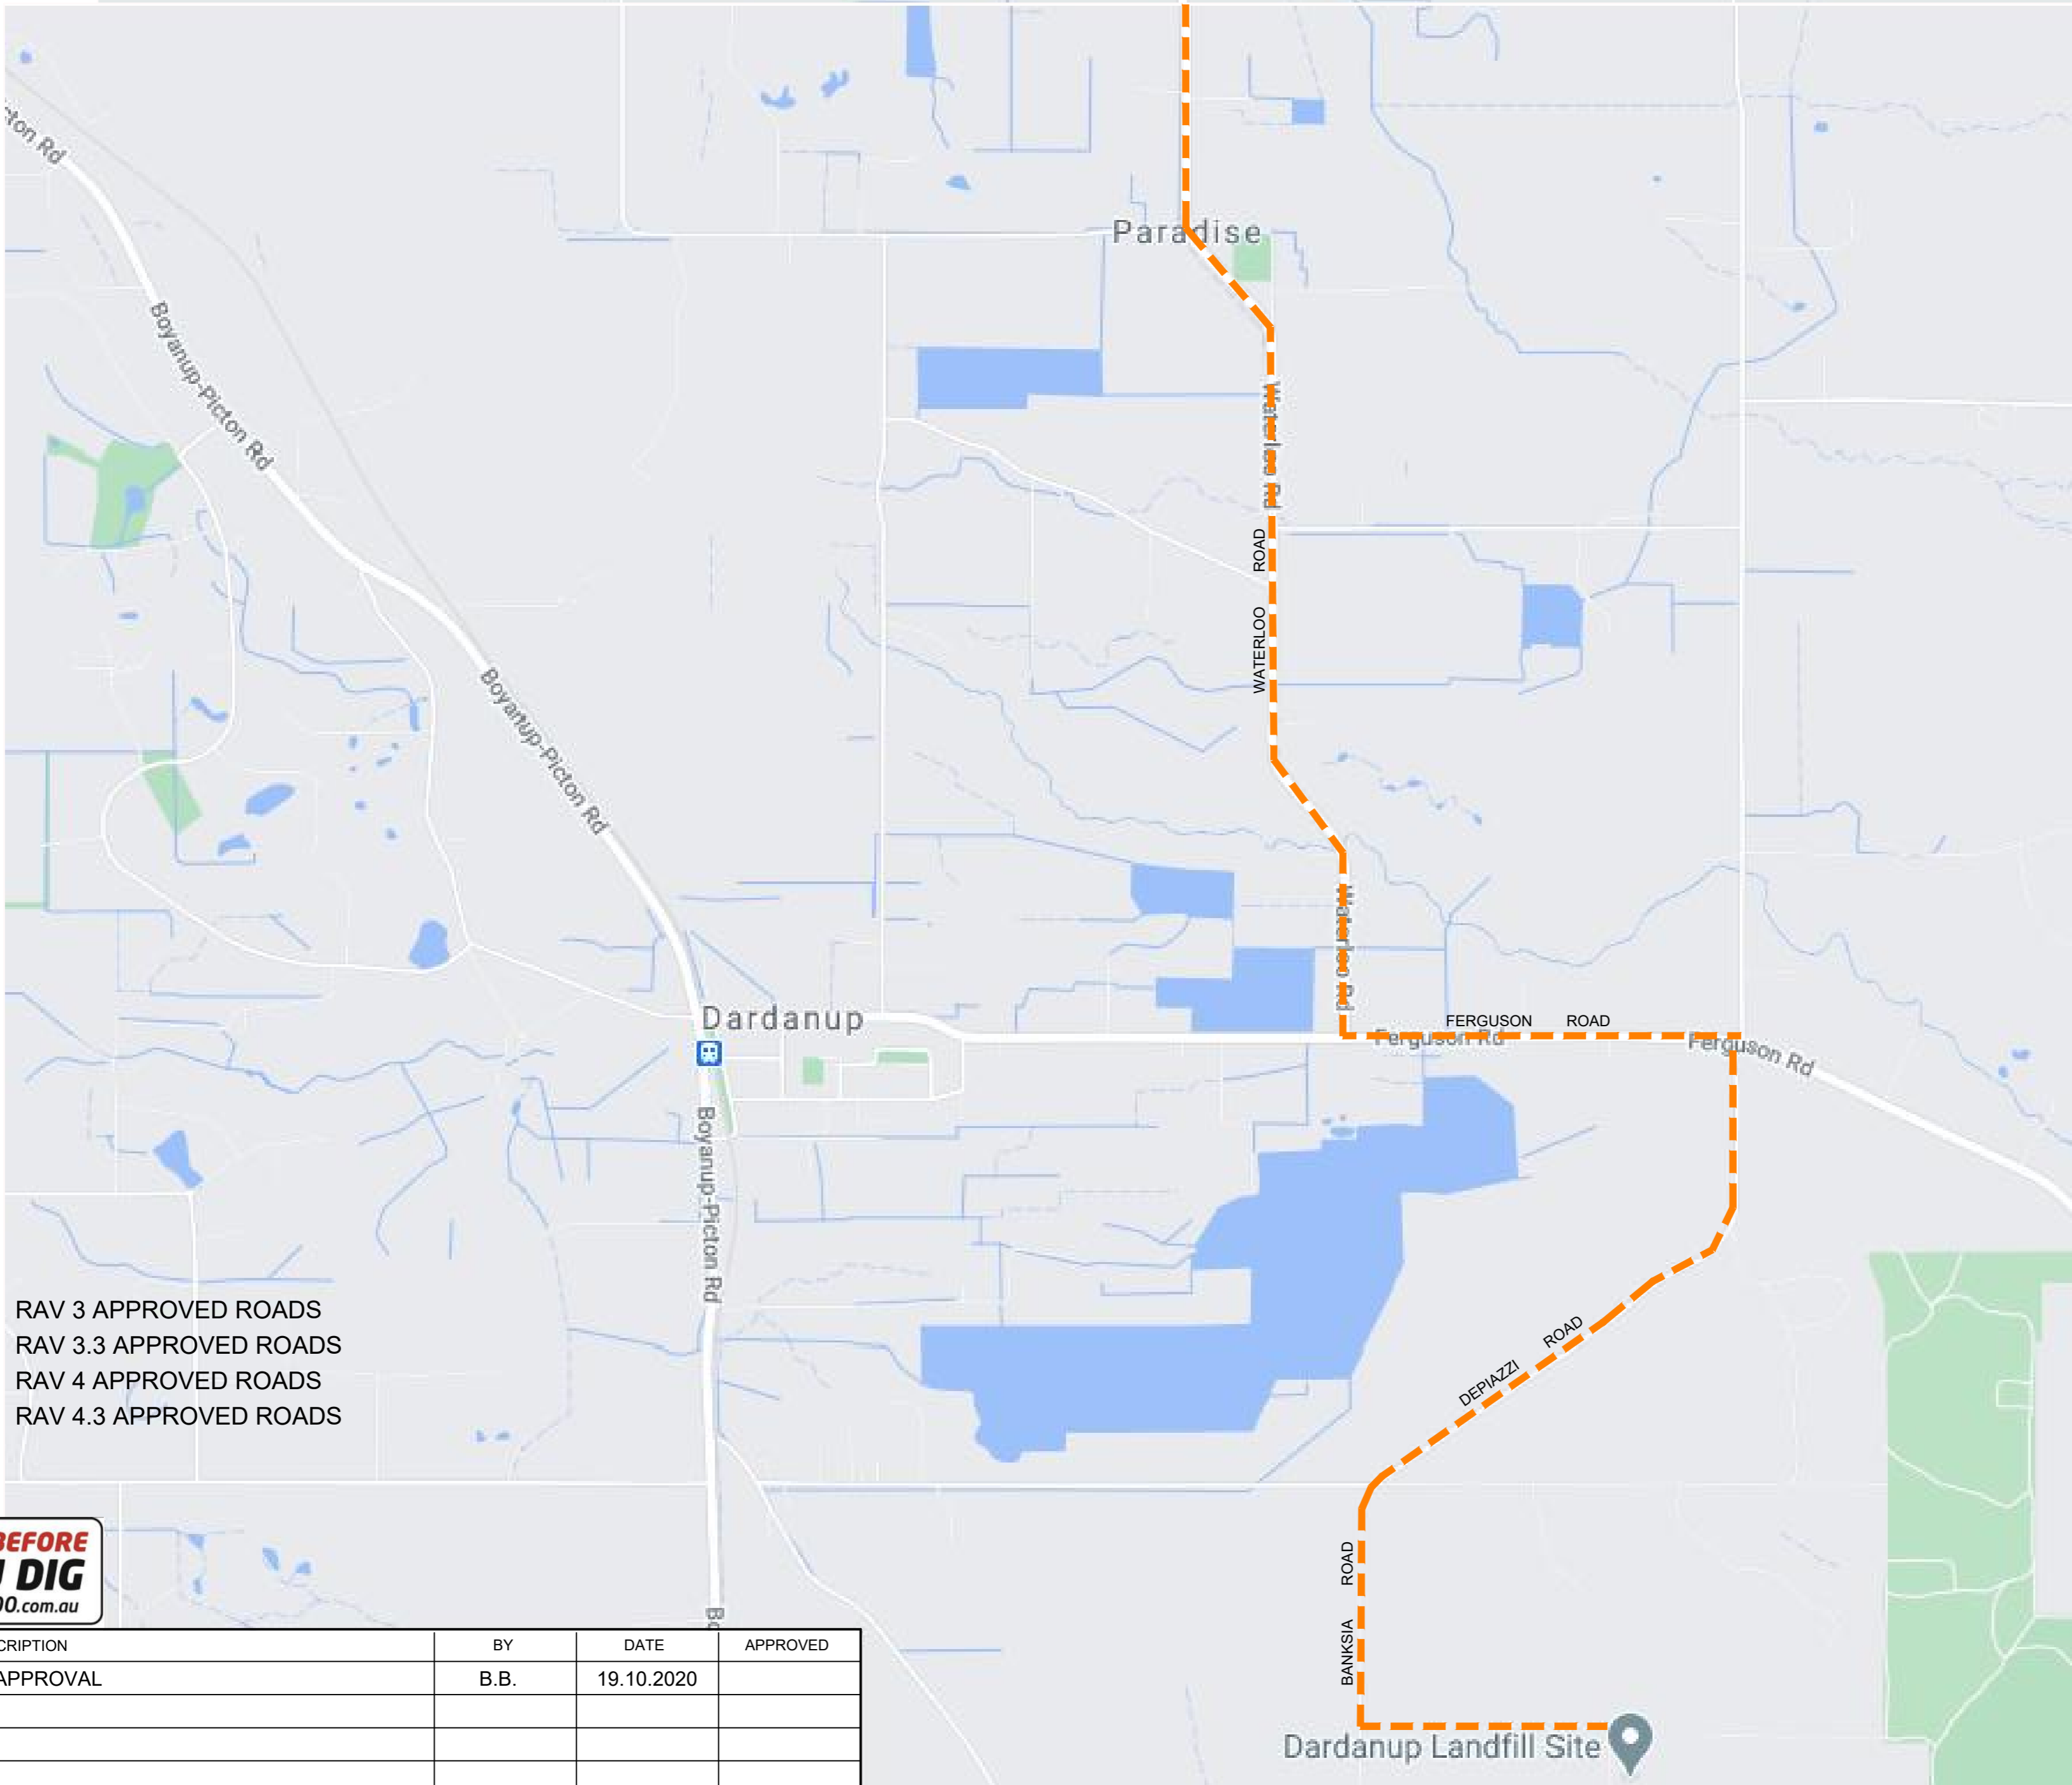 cton Rd
Paradise
Boyanup-Picton Rd
Waterloo Rd
WATERLOO ROAD
Boyanup-Picton Rd
Waterloo Rd
Dardanup
FERGUSON ROAD
Ferguson Rd
Ferguson Rd
Boyanup-Picton Rd
RAV 3 APPROVED ROADS
RAV 3.3 APPROVED ROADS
RAV 4 APPROVED ROADS
RAV 4.3 APPROVED ROADS
DEPIAZZI ROAD
BEFORE
DIG
00.com.au
BANKSIA ROAD
Bo
CRIPTION BY DATE APPROVED
APPROVAL B.B. 19.10.2020
Dardanup Landfill Site